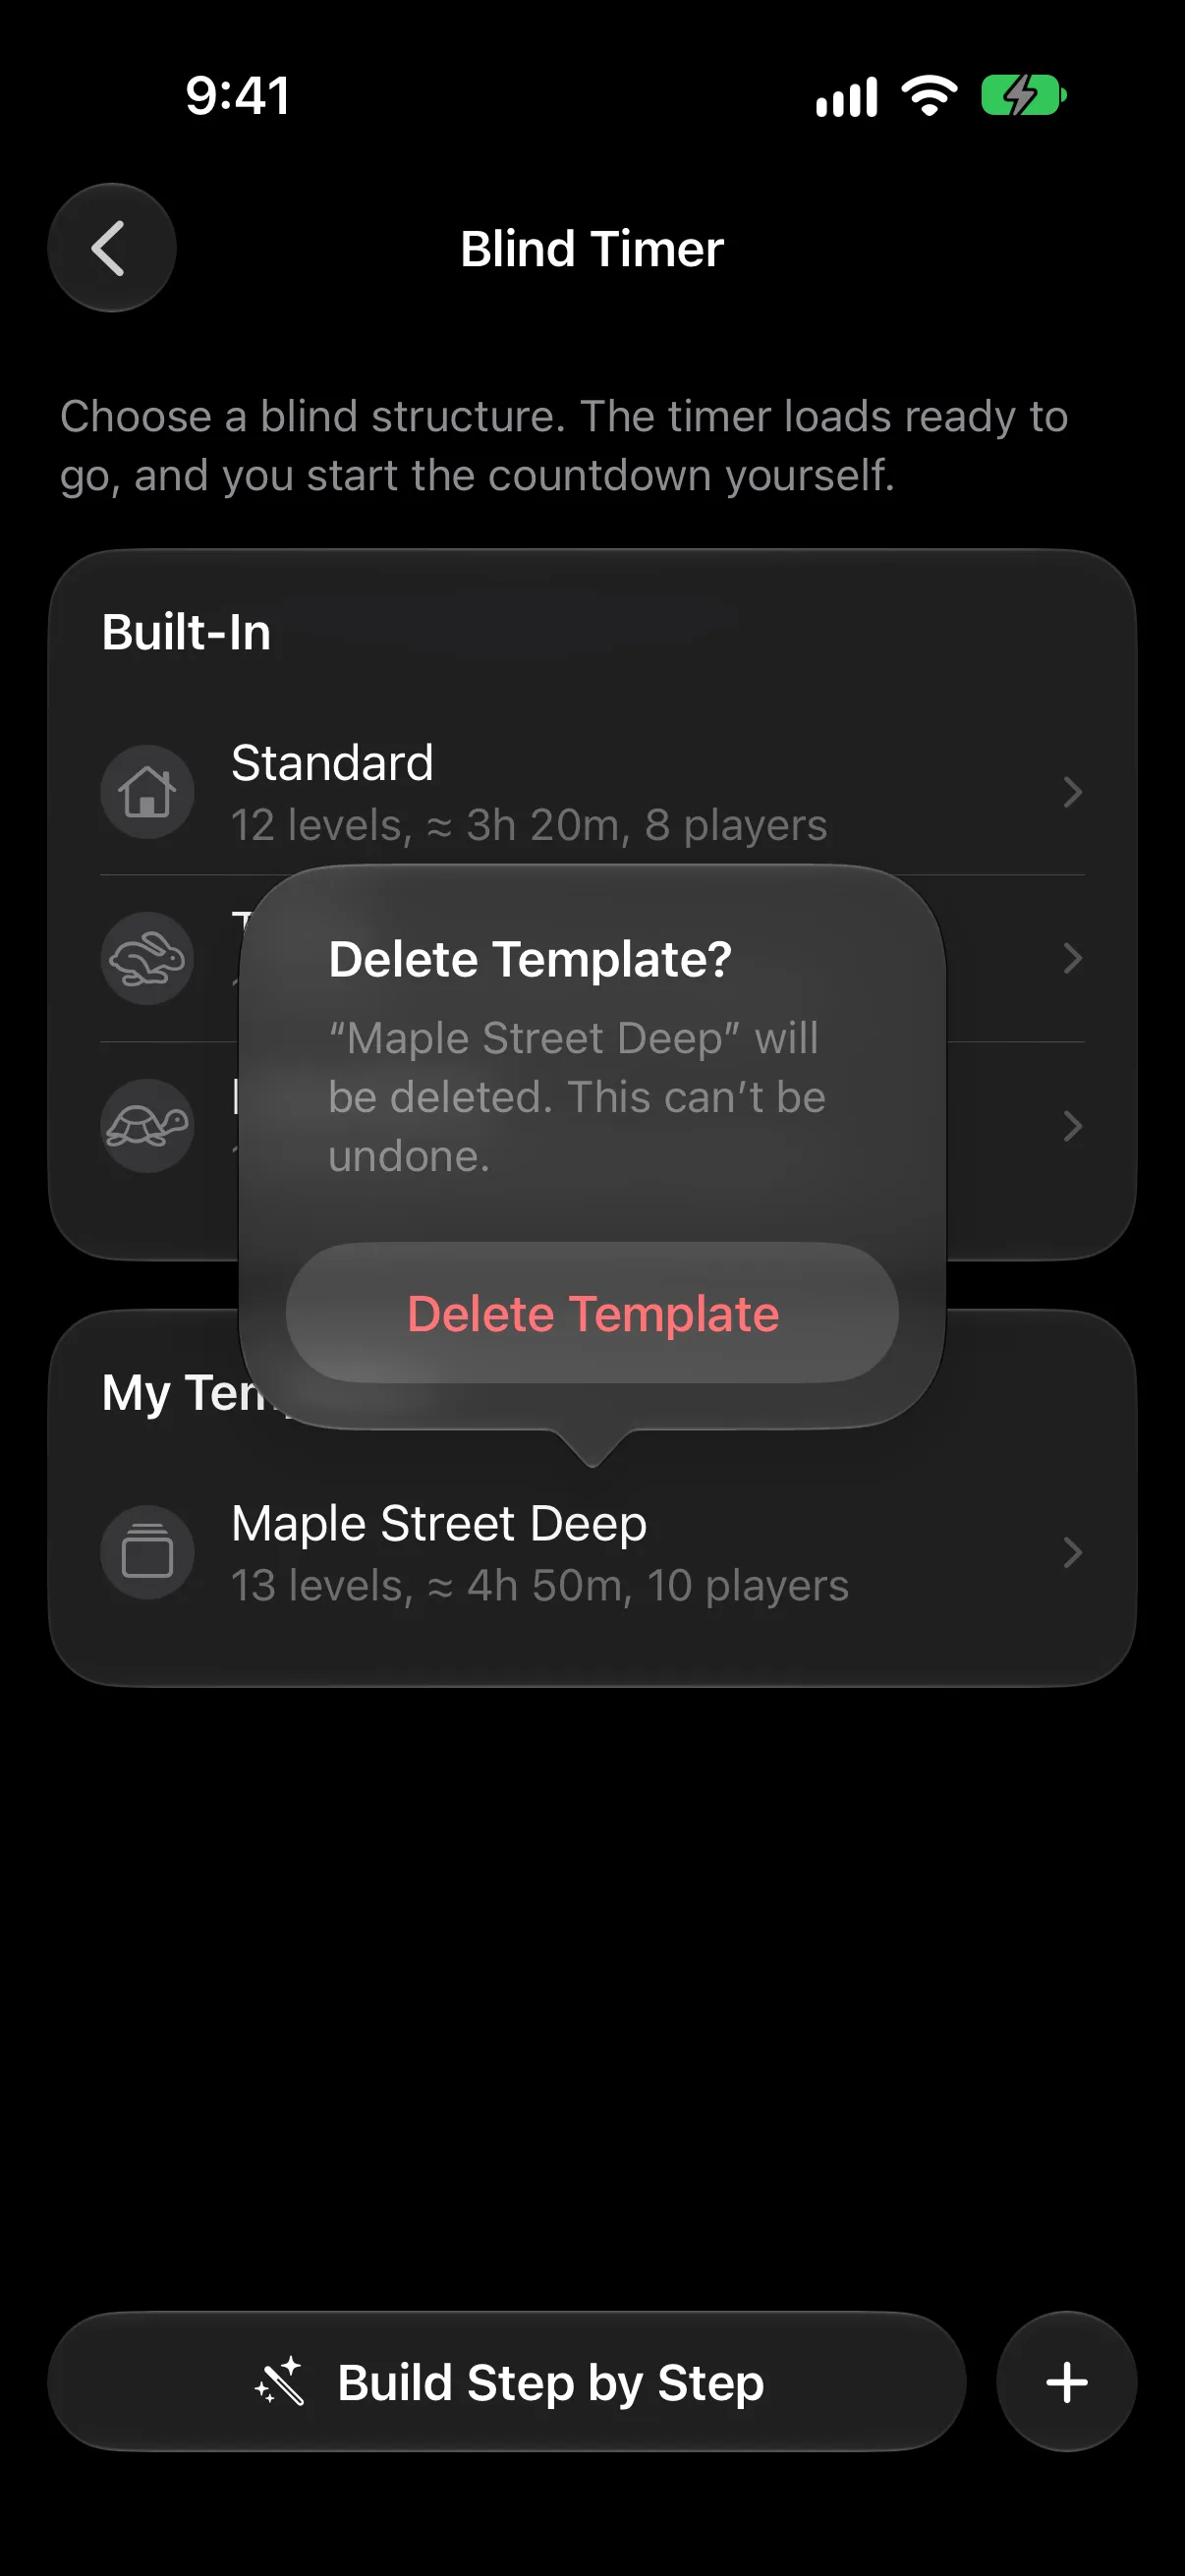 9:41
Blind Timer
Choose a blind structure. The timer loads ready to
go, and you start the countdown yourself.
Built-In
Standard
12 levels, ≈ 3h 20m, 8 players
Delete Template?
“Maple Street Deep” will
be deleted. This can’t be
undone.
Delete Template
My
Maple Street Deep
13 levels, ≈ 4h 50m, 10 players
Build Step by Step